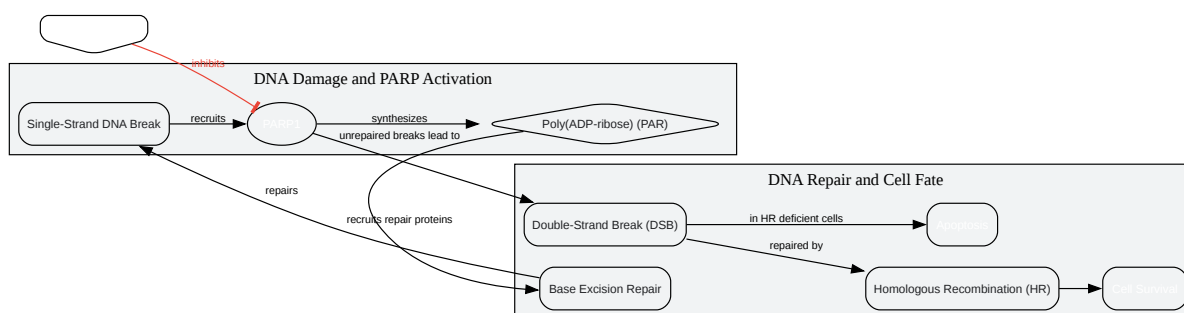 inhibits
DNA Damage and PARP Activation
Single-Strand DNA Break
recruits
PARP1
synthesizes
Poly(ADP-ribose) (PAR)
unrepaired breaks lead to
DNA Repair and Cell Fate
repairs
recruits repair proteins
Double-Strand Break (DSB)
in HR deficient cells
Apoptosis
repaired by
Base Excision Repair
Homologous Recombination (HR)
Cell Survival